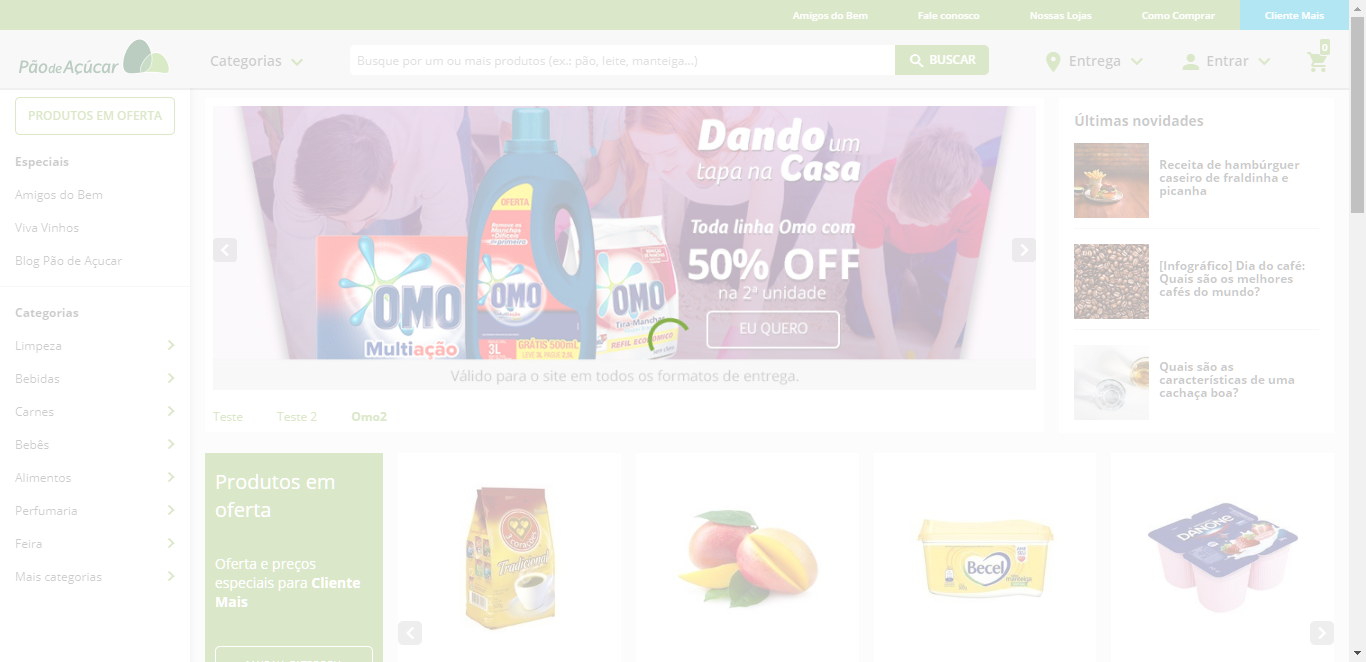 Amigos do Bem
Fale conosco
Nossas Lojas
Como Comprar
Cliente Mais
Pão de Açúcar
Categorias
Busque por um ou mais produtos (ex.: pão, leite, manteiga...)
BUSCAR
Entrega
Entrar
0
PRODUTOS EM OFERTA
Especiais
Amigos do Bem
Viva Vinhos
Blog Pão de Açucar
Categorias
Limpeza
Bebidas
Carnes
Bebês
Alimentos
Perfumaria
Feira
Mais categorias
Dando um
tapa na Casa
Toda linha Omo com
50% OFF
na 2ª unidade
EU QUERO
OFERTA
OMO
Multiação
OMO
3L
GRÁTIS 500mL
OMO
Tira Manchas
REFIL ECONÔMICO
Válido para o site em todos os formatos de entrega.
Teste
Teste 2
Omo2
Últimas novidades
Receita de hambúrguer
caseiro de fraldinha e
picanha
[Infográfico] Dia do café:
Quais são os melhores
cafés do mundo?
Quais são as
características de uma
cachaça boa?
Produtos em
oferta
Oferta e preços
especiais para Cliente
Mais
3 corações
Tradicional
Becel
DANONE